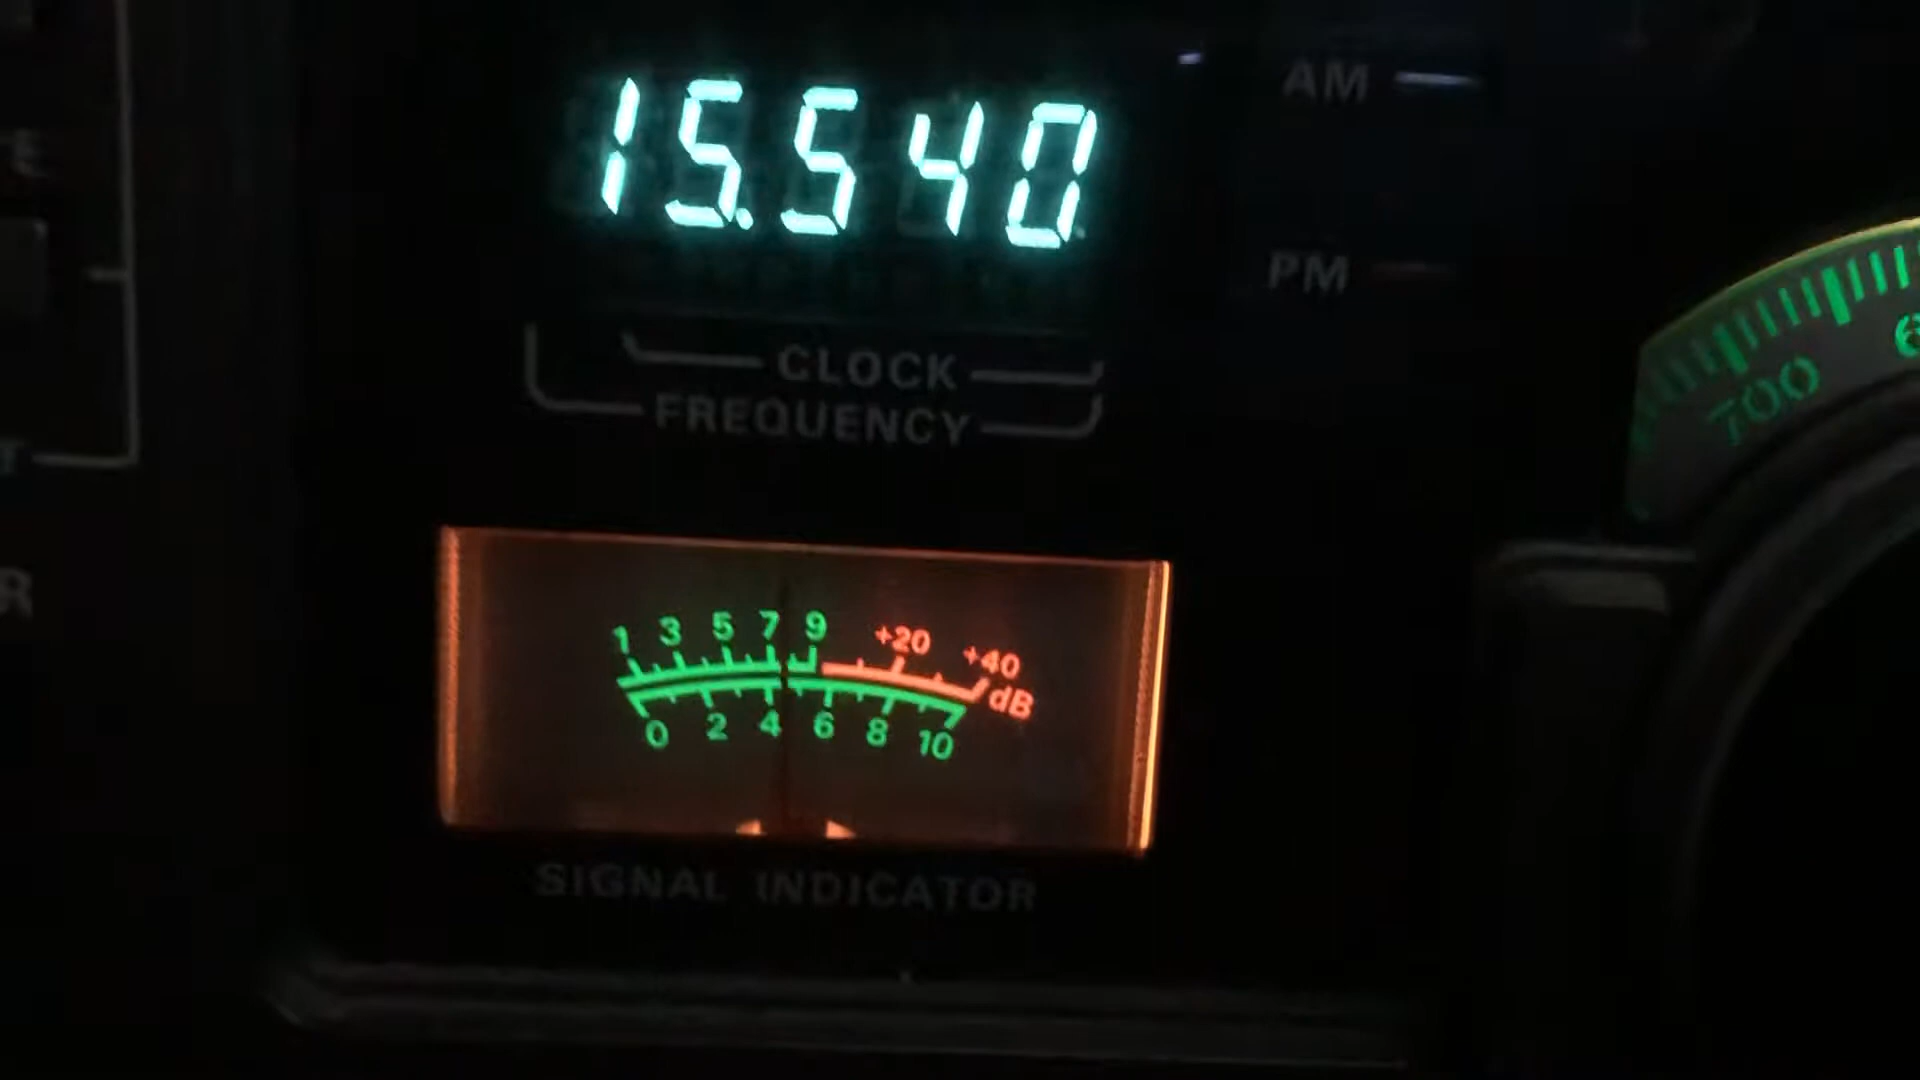 15.540
AM
PM
CLOCK
FREQUENCY
1 3 5 7 9 +20 +40
dB
0 2 4 6 8 10
SIGNAL INDICATOR
100
R